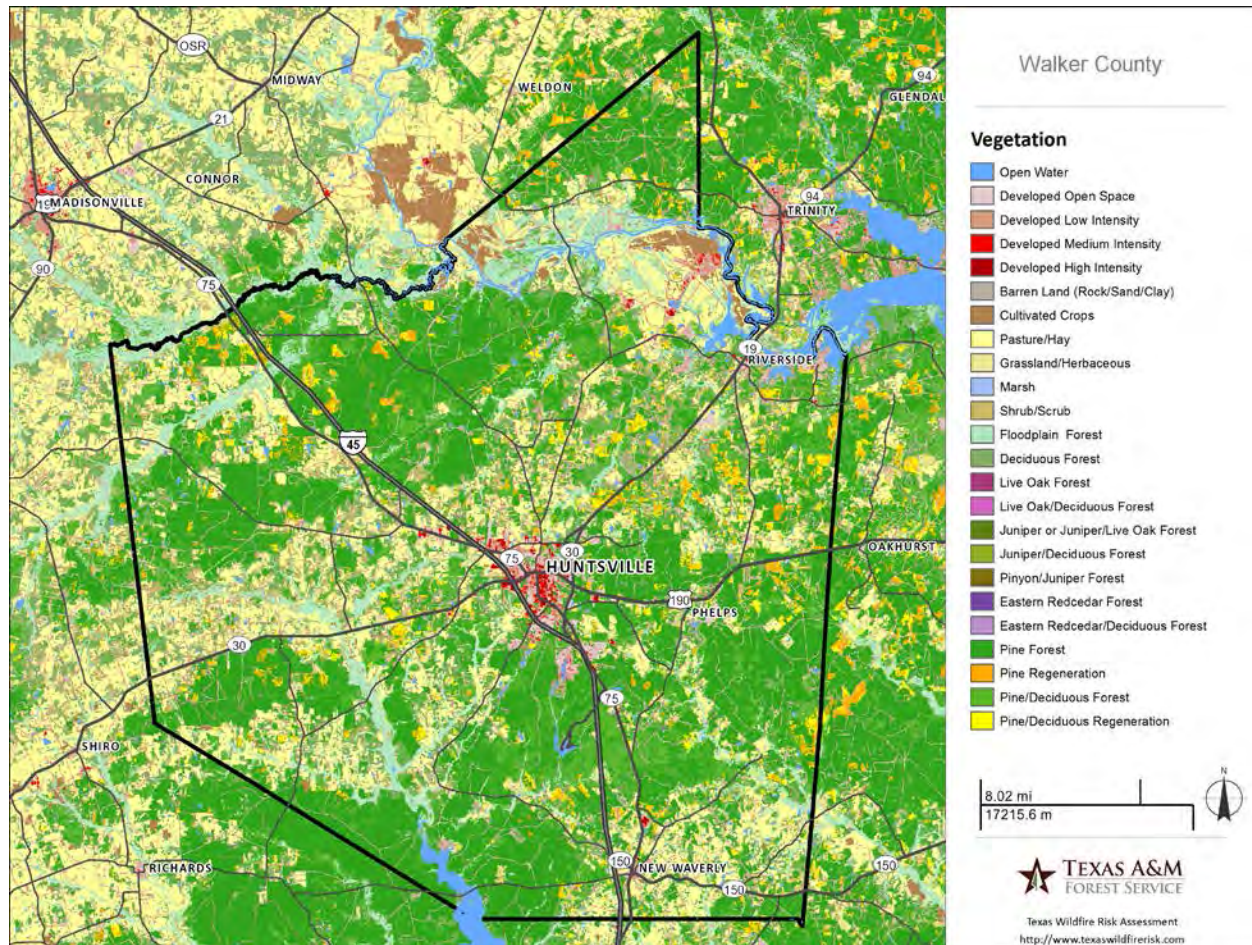 OSR
MIDWAY
WELDON
94
GLENDAL
21
CONNOR
MADISONVILLE
94
TRINITY
90
75
19
RIVERSIDE
45
75
30
HUNTSVILLE
OAKHURST
190
PHELPS
30
75
SHIRO
RICHARDS
150
NEW WAVERLY
150
150
Walker County
Vegetation
Open Water
Developed Open Space
Developed Low Intensity
Developed Medium Intensity
Developed High Intensity
Barren Land (Rock/Sand/Clay)
Cultivated Crops
Pasture/Hay
Grassland/Herbaceous
Marsh
Shrub/Scrub
Floodplain Forest
Deciduous Forest
Live Oak Forest
Live Oak/Deciduous Forest
Juniper or Juniper/Live Oak Forest
Juniper/Deciduous Forest
Pinyon/Juniper Forest
Eastern Redcedar Forest
Eastern Redcedar/Deciduous Forest
Pine Forest
Pine Regeneration
Pine/Deciduous Forest
Pine/Deciduous Regeneration
8.02 mi
17215.6 m
N
TEXAS A&M
FOREST SERVICE
Texas Wildfire Risk Assessment
http://www.texaswildfirerisk.com